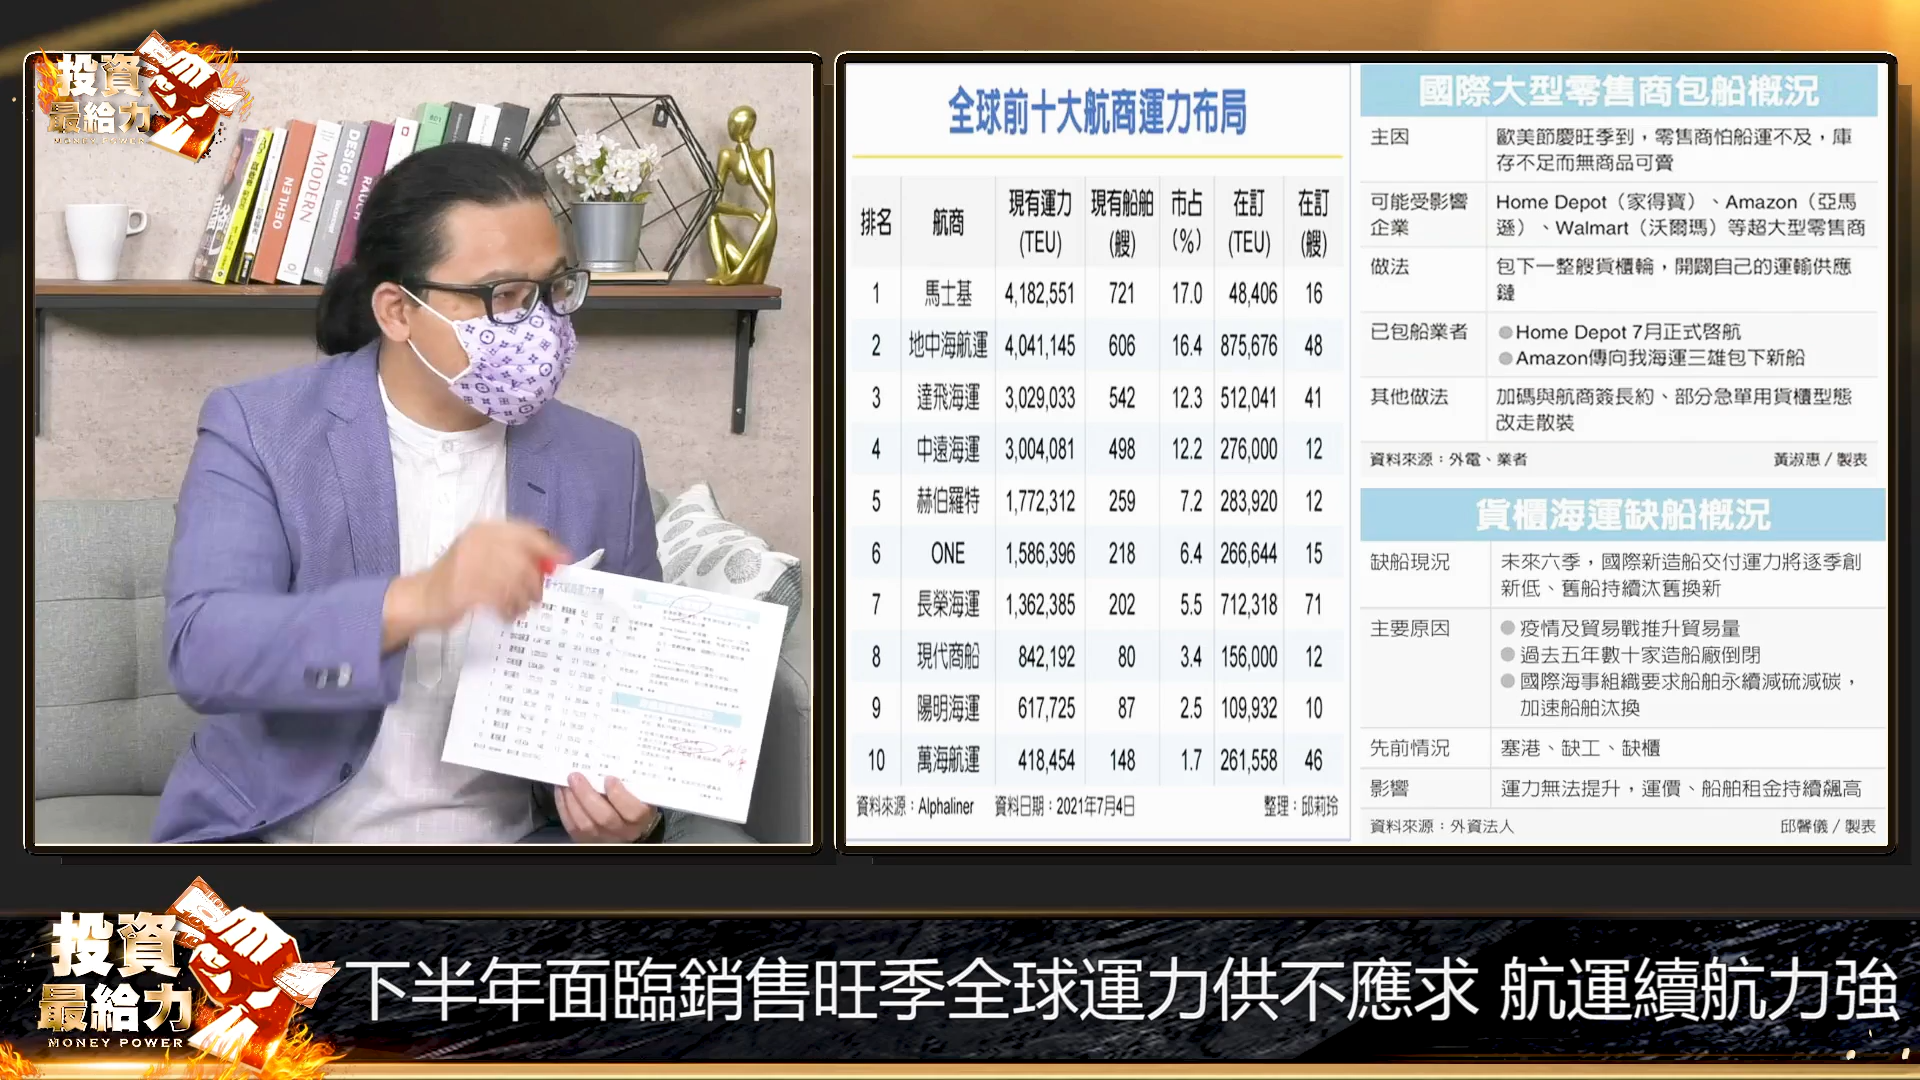 投資
最給力
MONEY POWER
OEHLEN
MODERN
DESIGN
全球前十大航商運力布局
排名 航商 現有運力(TEU) 現有船舶(艘) 市占(%) 在訂(TEU) 在訂(艘)
1 馬士基 4,182,551 721 17.0 48,406 16
2 地中海航運 4,041,145 606 16.4 875,676 48
3 達飛海運 3,029,033 542 12.3 512,041 41
4 中遠海運 3,004,081 498 12.2 276,000 12
5 赫伯羅特 1,772,312 259 7.2 283,920 12
6 ONE 1,586,396 218 6.4 266,644 15
7 長榮海運 1,362,385 202 5.5 712,318 71
8 現代商船 842,192 80 3.4 156,000 12
9 陽明海運 617,725 87 2.5 109,932 10
10 萬海航運 418,454 148 1.7 261,558 46
資料來源：Alphaliner 資料日期：2021年7月4日 整理：邱莉玲
國際大型零售商包船概況
主因 歐美節慶旺季到，零售商怕船運不及，庫
存不足而無商品可賣
可能受影響 Home Depot（家得寶）、Amazon（亞馬
企業 遜）、Walmart（沃爾瑪）等超大型零售商
做法 包下一整艘貨櫃輪，開闢自己的運輸供應
鏈
已包船業者 ●Home Depot 7月正式啓航
●Amazon傳向我海運三雄包下新船
其他做法 加碼與航商簽長約、部分急單用貨櫃型態
改走散裝
資料來源：外電、業者 黃淑惠／製表
貨櫃海運缺船概況
缺船現況 未來六季，國際新造船交付運力將逐季創
新低、舊船持續汰舊換新
主要原因 ●疫情及貿易戰推升貿易量
●過去五年數十家造船廠倒閉
●國際海事組織要求船舶永續減硫減碳，
加速船舶汰換
先前情況 塞港、缺工、缺櫃
影響 運力無法提升，運價、船舶租金持續飆高
資料來源：外資法人 邱馨儀／製表
投資
最給力
MONEY POWER
下半年面臨銷售旺季全球運力供不應求 航運續航力強